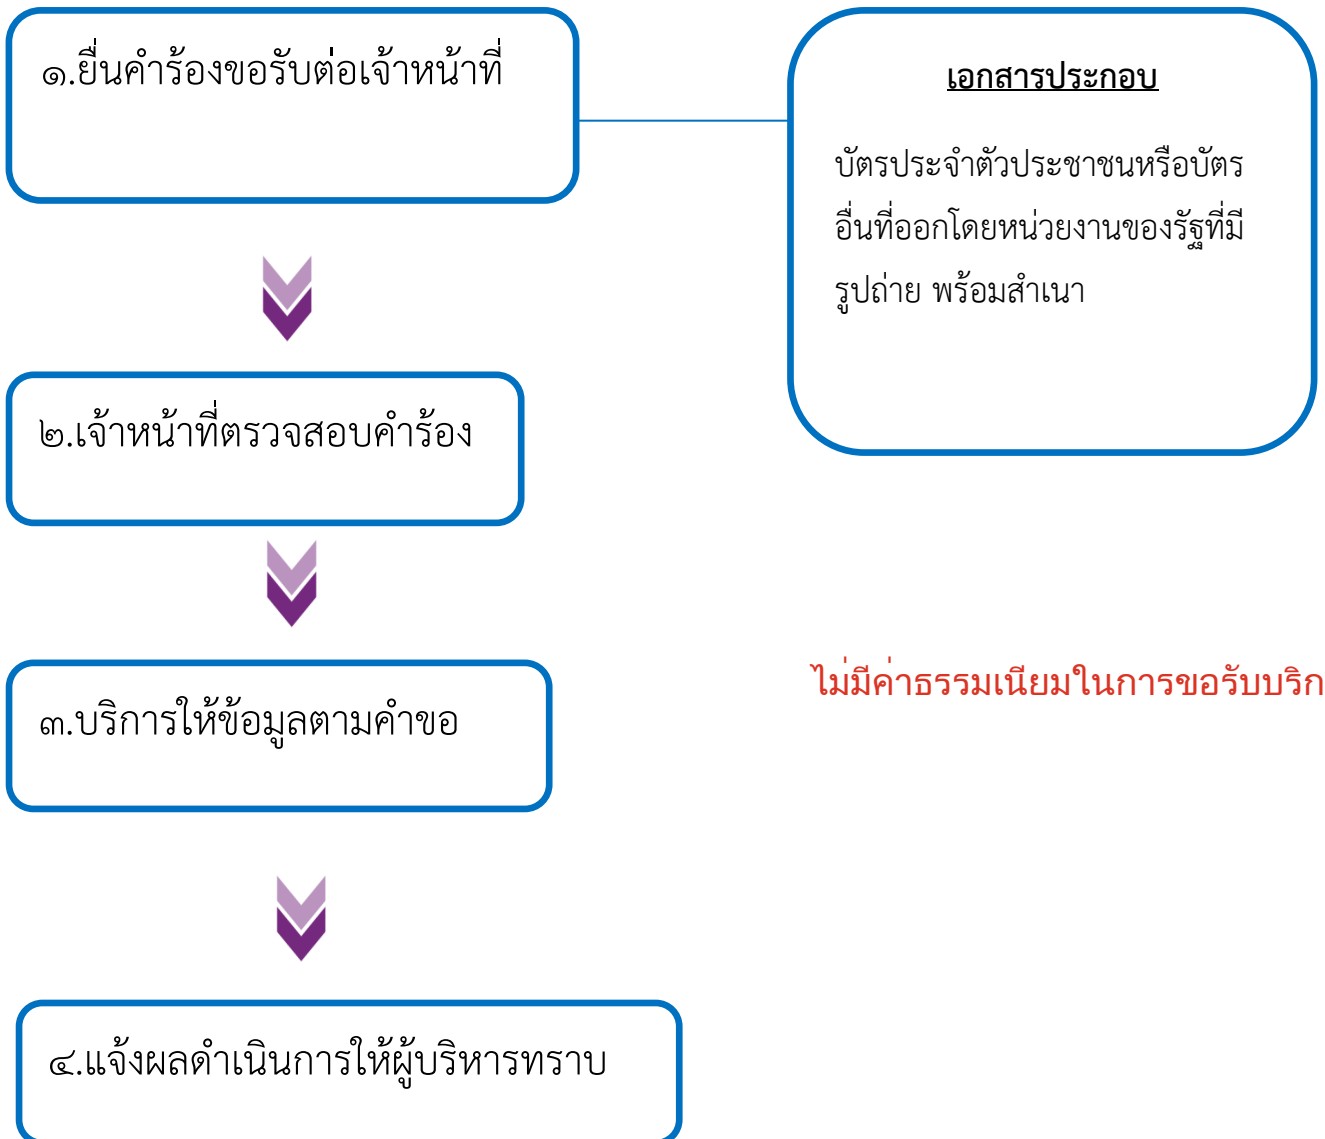 ๑.ยื่นคำร้องขอรับต่อเจ้าหน้าที่
เอกสารประกอบ
บัตรประจำตัวประชาชนหรือบัตร
อื่นที่ออกโดยหน่วยงานของรัฐที่มี
รูปถ่าย พร้อมสำเนา
๒.เจ้าหน้าที่ตรวจสอบคำร้อง
๓.บริการให้ข้อมูลตามคำขอ
ไม่มีค่าธรรมเนียมในการขอรับบริก
๔.แจ้งผลดำเนินการให้ผู้บริหารทราบ